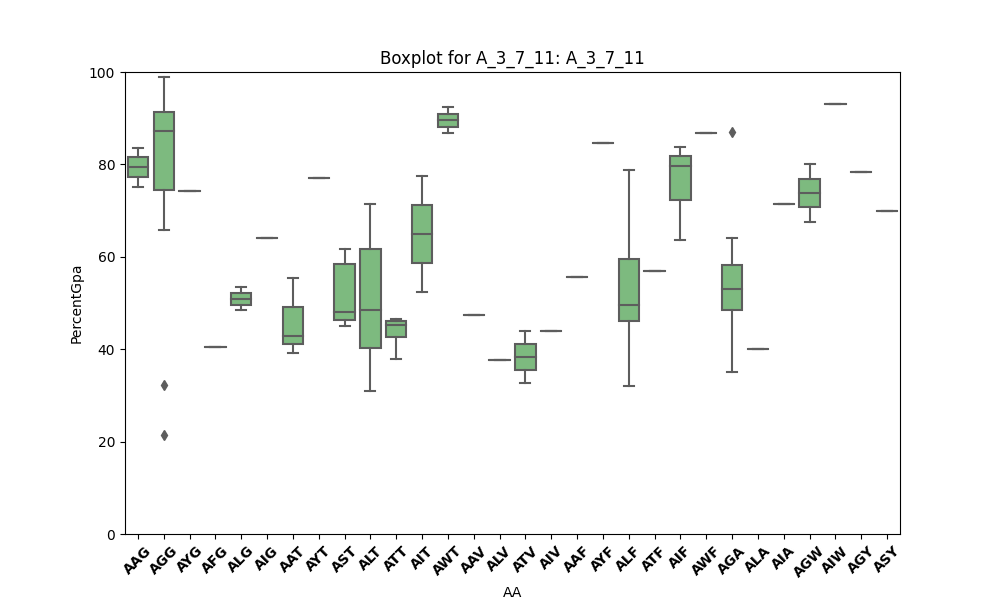 Boxplot for A_3_7_11: A_3_7_11
100
80
60
40
20
0
PercentGpa
AAG AGG AYG AFG ALG AIG AAT AYT AST ALT ATT AIT AWT AAV ALV ATV AIV AAF AYF ALF ATF AIF AWF AGA ALA AIA AGW AIW AGY ASY
AA